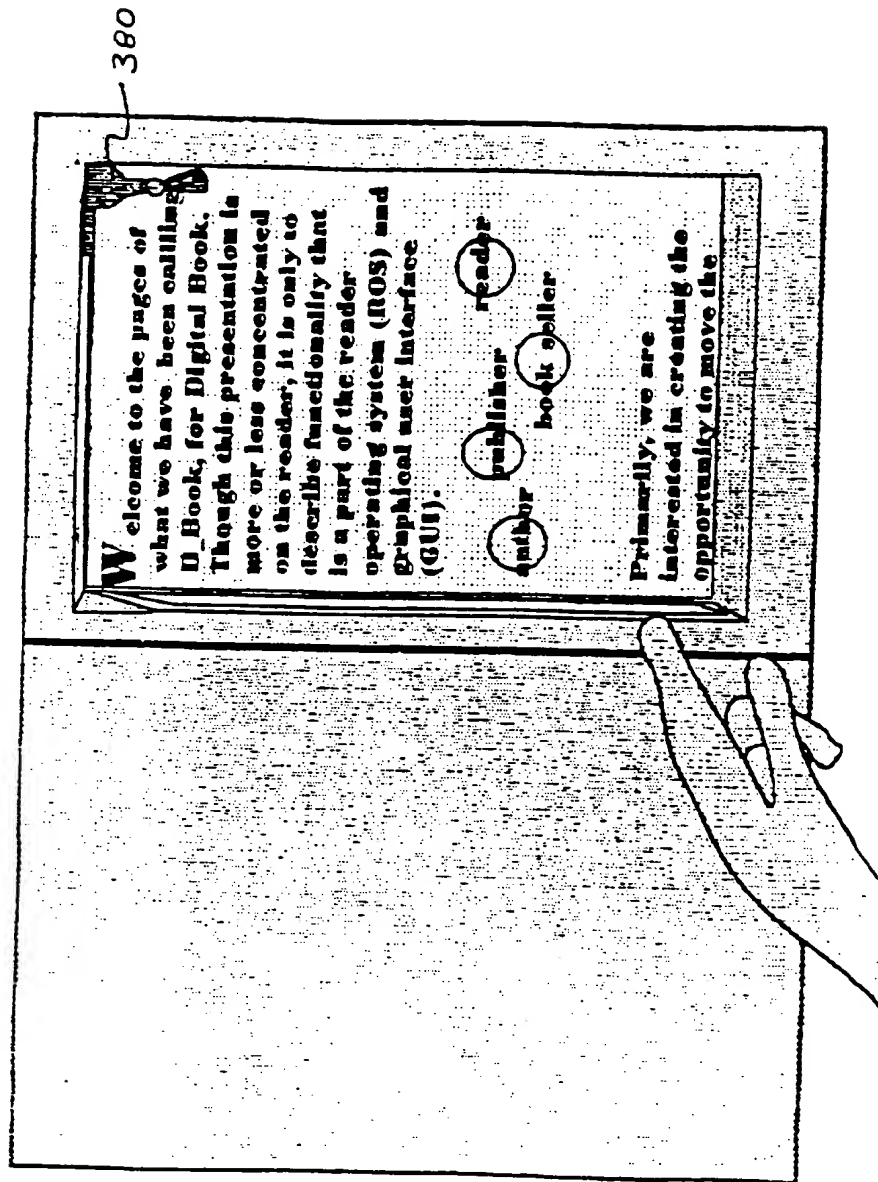 380
Welcome to the pages of
what we have been callling
D_Book, for Digital Book.
Though this presentation is
more or less concentrated
on the reader, it is only to
describe functionality that
is a part of the reader
operating system (ROS) and
graphical user interface
(GUI).
author publisher reader
book seller
Primarily, we are
interested in creating the
opportunity to move the